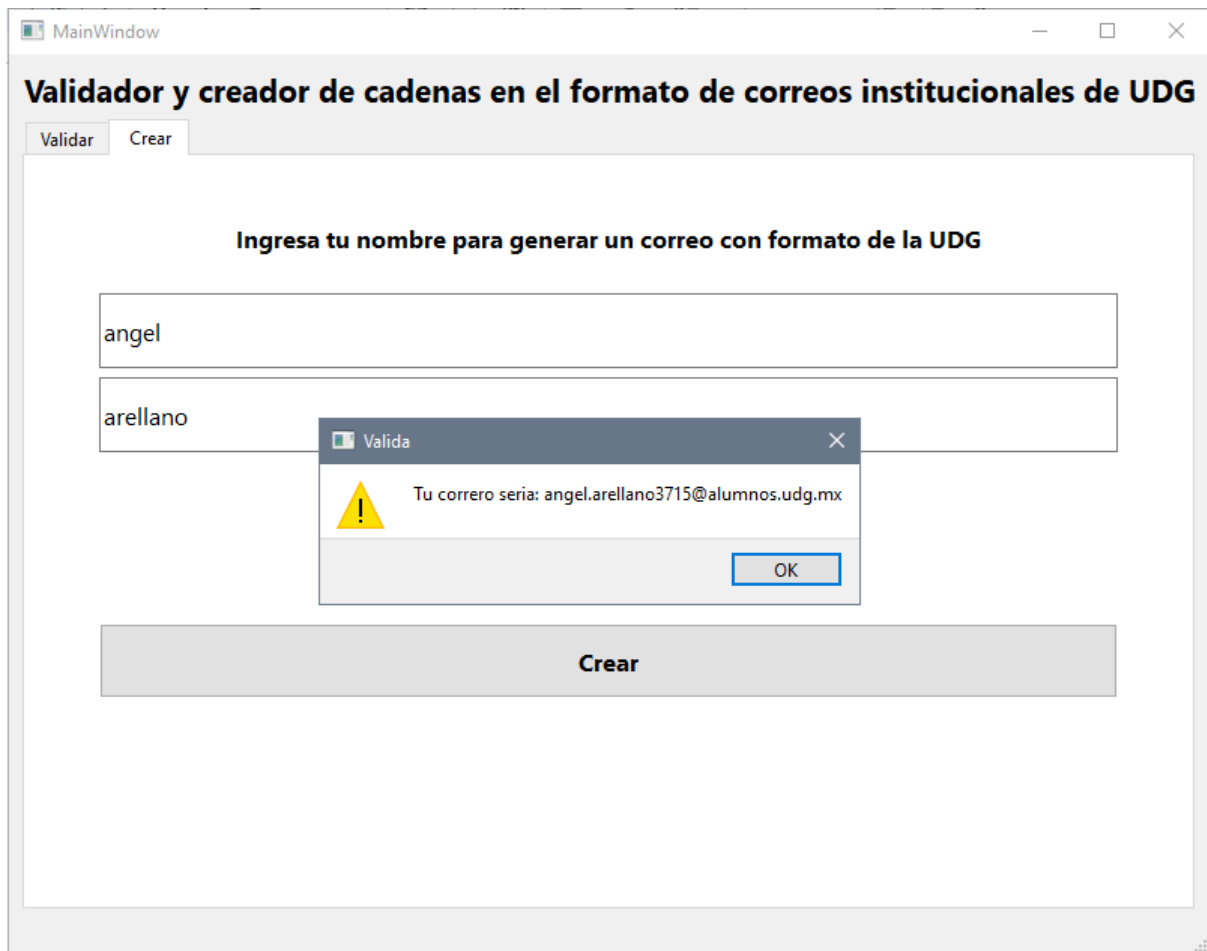 MainWindow
Validador y creador de cadenas en el formato de correos institucionales de UDG
Validar
Crear
Ingresa tu nombre para generar un correo con formato de la UDG
angel
arellano
Valida
Tu correro seria: angel.arellano3715@alumnos.udg.mx
OK
Crear